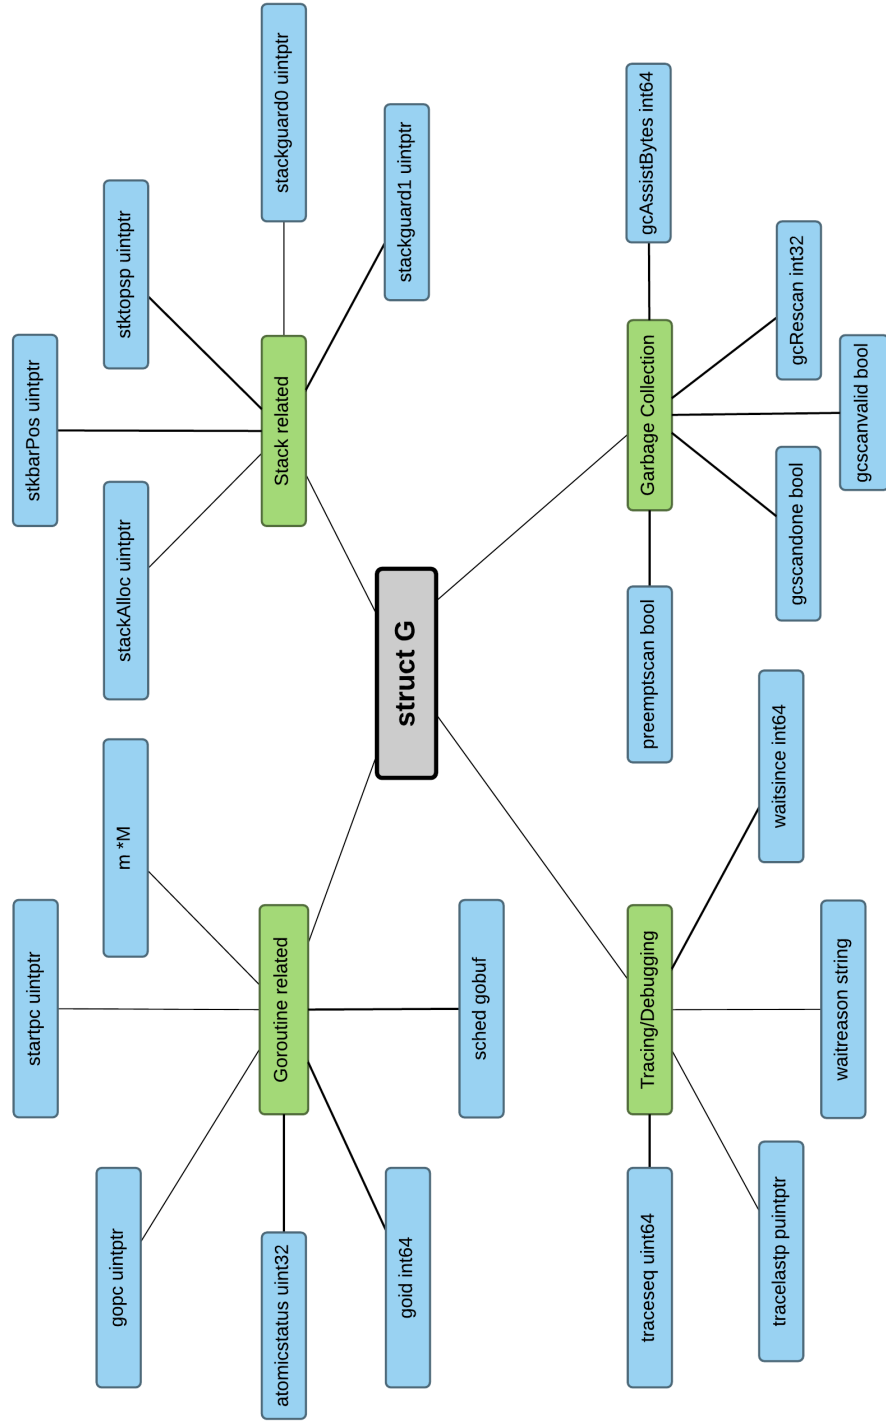 startpc uintptr
stkbarPos uintptr
gopc uintptr
m *M
stackAlloc uintptr
stktopsp uintptr
atomicstatus uint32
Goroutine related
Stack related
stackguard0 uintptr
goid int64
struct G
stackguard1 uintptr
sched gobuf
traceseq uint64
Tracing/Debugging
preemptscan bool
Garbage Collection
gcAssistBytes int64
tracelastp puintptr
waitsince int64
gcscandone bool
gcRescan int32
waitreason string
gcscanvalid bool